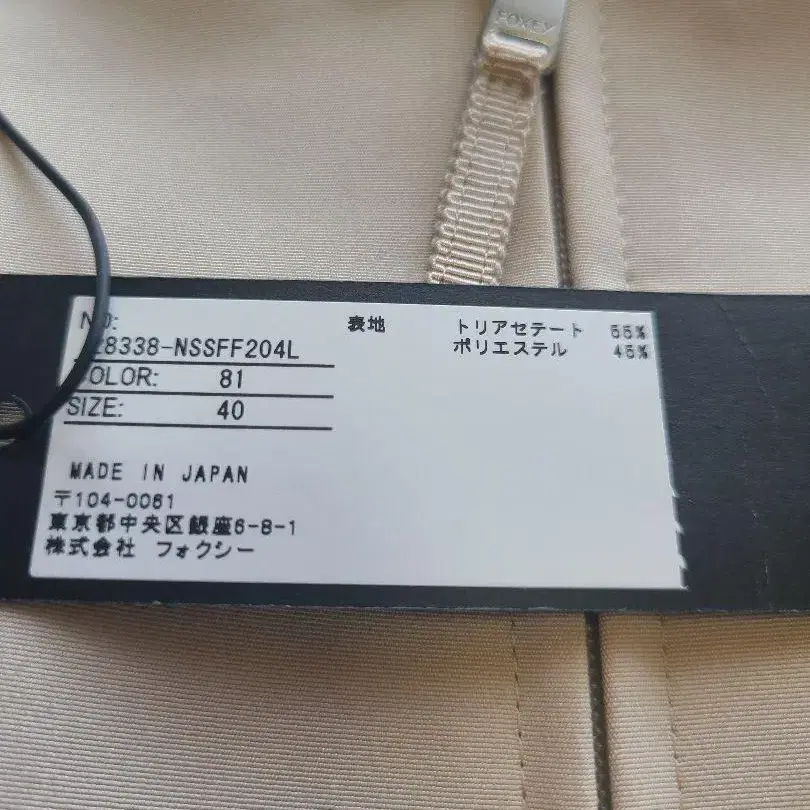 FOXEY
NO:
28338-NSSFF204L
表地
トリアセテート 55%
ポリエステル 45%
COLOR: 81
SIZE: 40
MADE IN JAPAN
〒104-0061
東京都中央区銀座6-8-1
株式会社 フォクシー